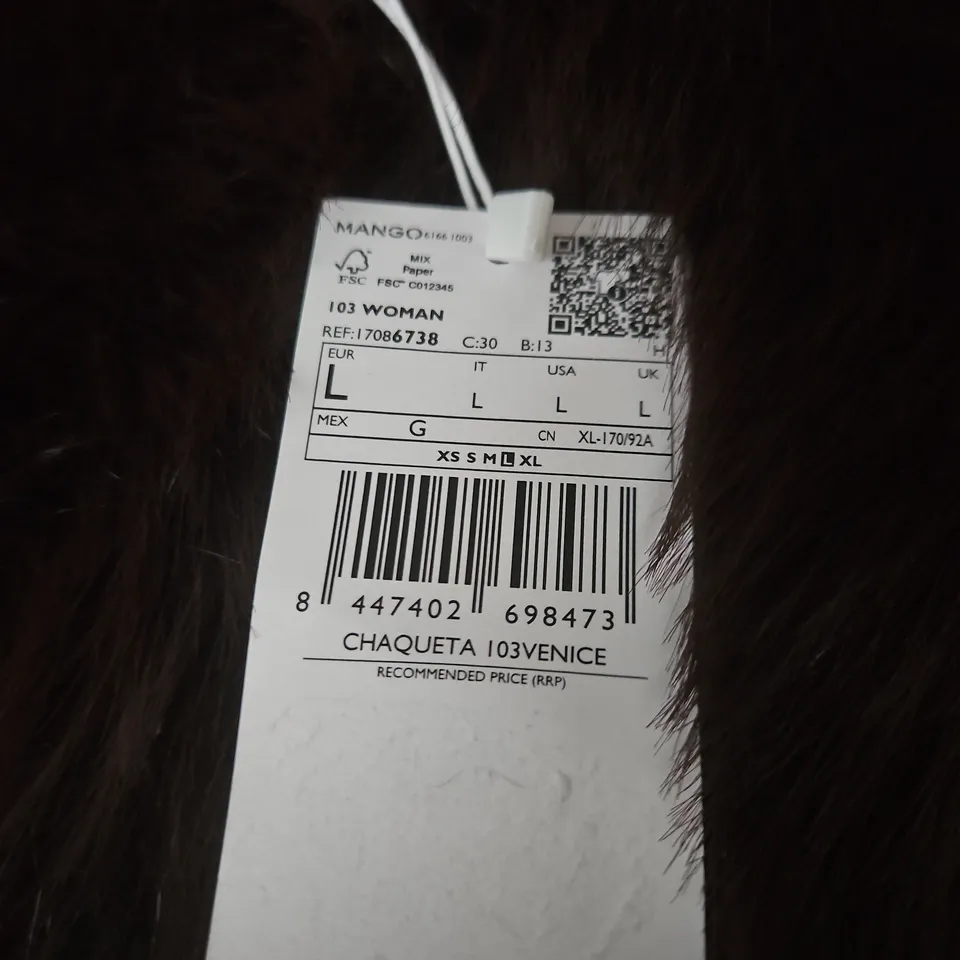 MANGO 6166 1003
MIX
Paper
FSC FSC™ C012345
103 WOMAN
REF:17086738 C:30 B:13 H
EUR IT USA UK
L L L L
MEX G CN XL-170/92A
XS S M L XL
8 447402 698473
CHAQUETA 103VENICE
RECOMMENDED PRICE (RRP)